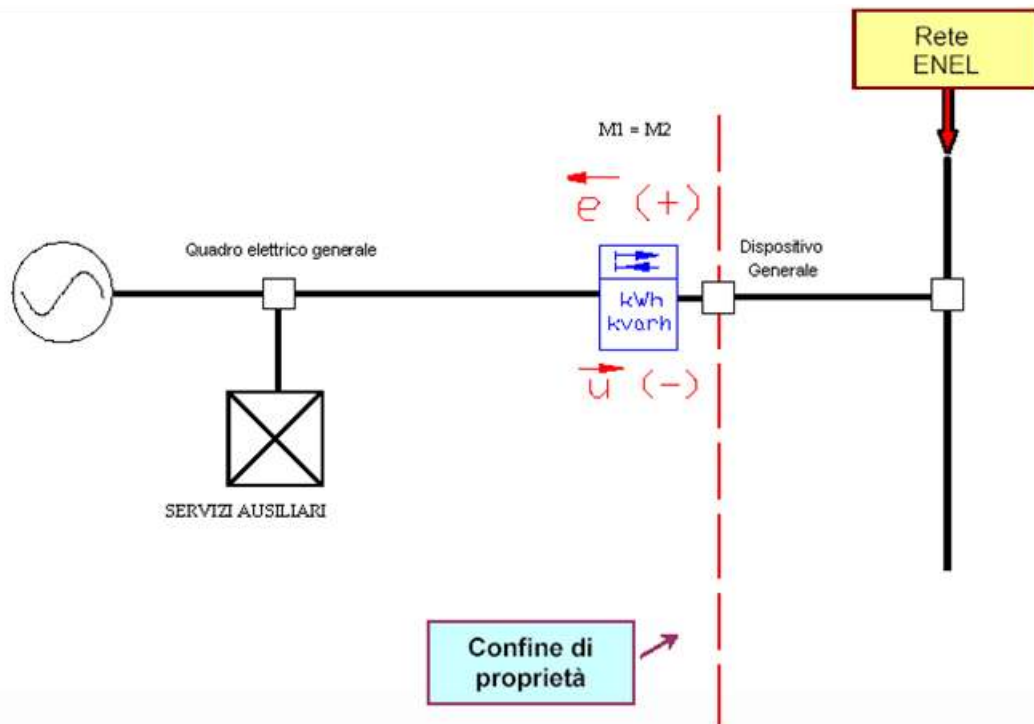 Rete
ENEL
M1 = M2
e (+)
Quadro elettrico generale
Dispositivo
Generale
kWh
kvarh
u (-)
SERVIZI AUSILIARI
Confine di
proprietà